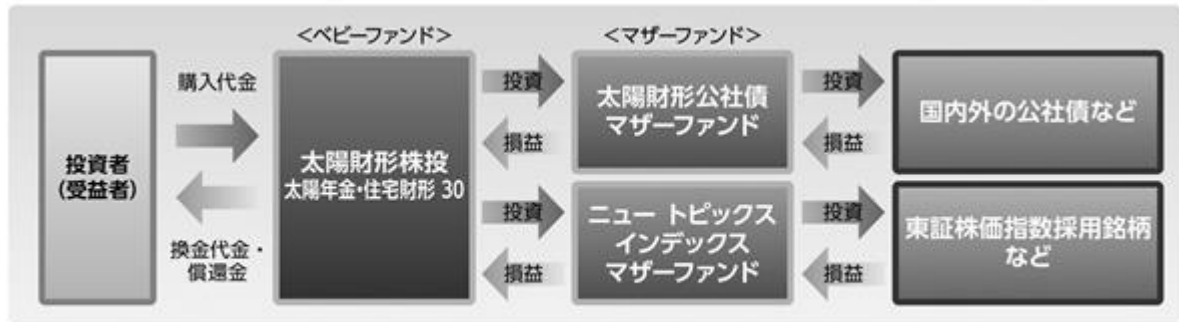 <ベビーファンド>
<マザーファンド>
購入代金
投資者
(受益者)
換金代金・
償還金
太陽財形株投
太陽年金・住宅財形 30
投資
損益
太陽財形公社債
マザーファンド
投資
損益
国内外の公社債など
投資
損益
ニュー トピックス
インデックス
マザーファンド
投資
損益
東証株価指数採用銘柄
など